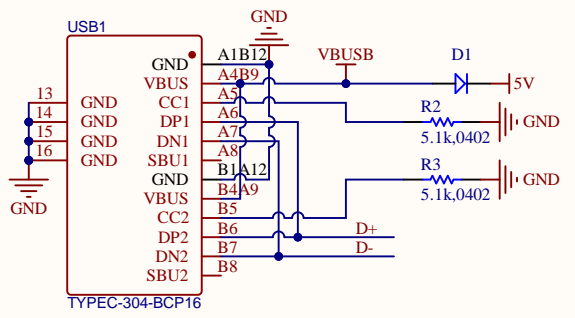 GND
USB1
VBUSB
D1
GND
A1B12
VBUS
A4B9
5V
13
GND
CC1
A5
R2
14
GND
DP1
A6
GND
15
GND
DN1
A7
5.1k,0402
16
GND
SBU1
A8
R3
GND
B1A12
GND
VBUS
B4A9
5.1k,0402
GND
CC2
B5
DP2
B6
D+
DN2
B7
D-
SBU2
B8
TYPEC-304-BCP16